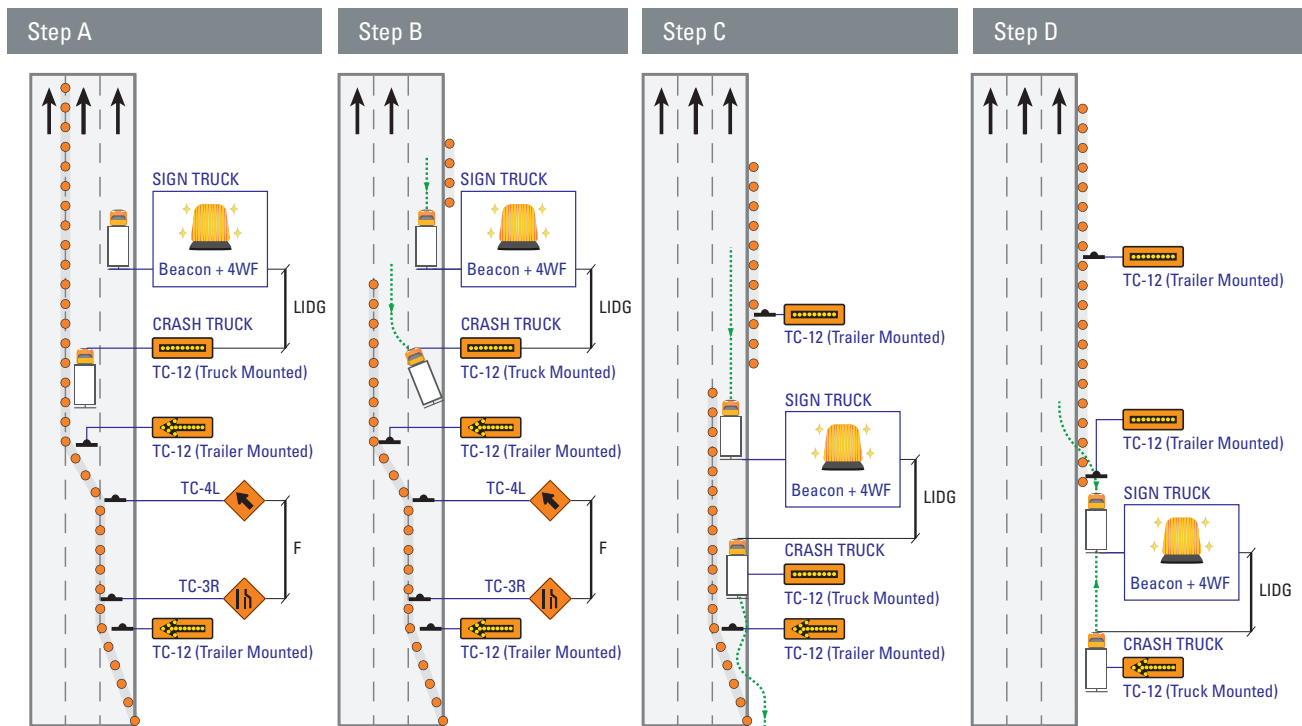 Step A
SIGN TRUCK
Beacon + 4WF
LIDG
CRASH TRUCK
TC-12 (Truck Mounted)
TC-12 (Trailer Mounted)
TC-4L
F
TC-3R
TC-12 (Trailer Mounted)
Step B
SIGN TRUCK
Beacon + 4WF
LIDG
CRASH TRUCK
TC-12 (Truck Mounted)
TC-12 (Trailer Mounted)
TC-4L
F
TC-3R
TC-12 (Trailer Mounted)
Step C
TC-12 (Trailer Mounted)
SIGN TRUCK
Beacon + 4WF
LIDG
CRASH TRUCK
TC-12 (Truck Mounted)
TC-12 (Trailer Mounted)
Step D
TC-12 (Trailer Mounted)
TC-12 (Trailer Mounted)
SIGN TRUCK
Beacon + 4WF
LIDG
CRASH TRUCK
TC-12 (Truck Mounted)